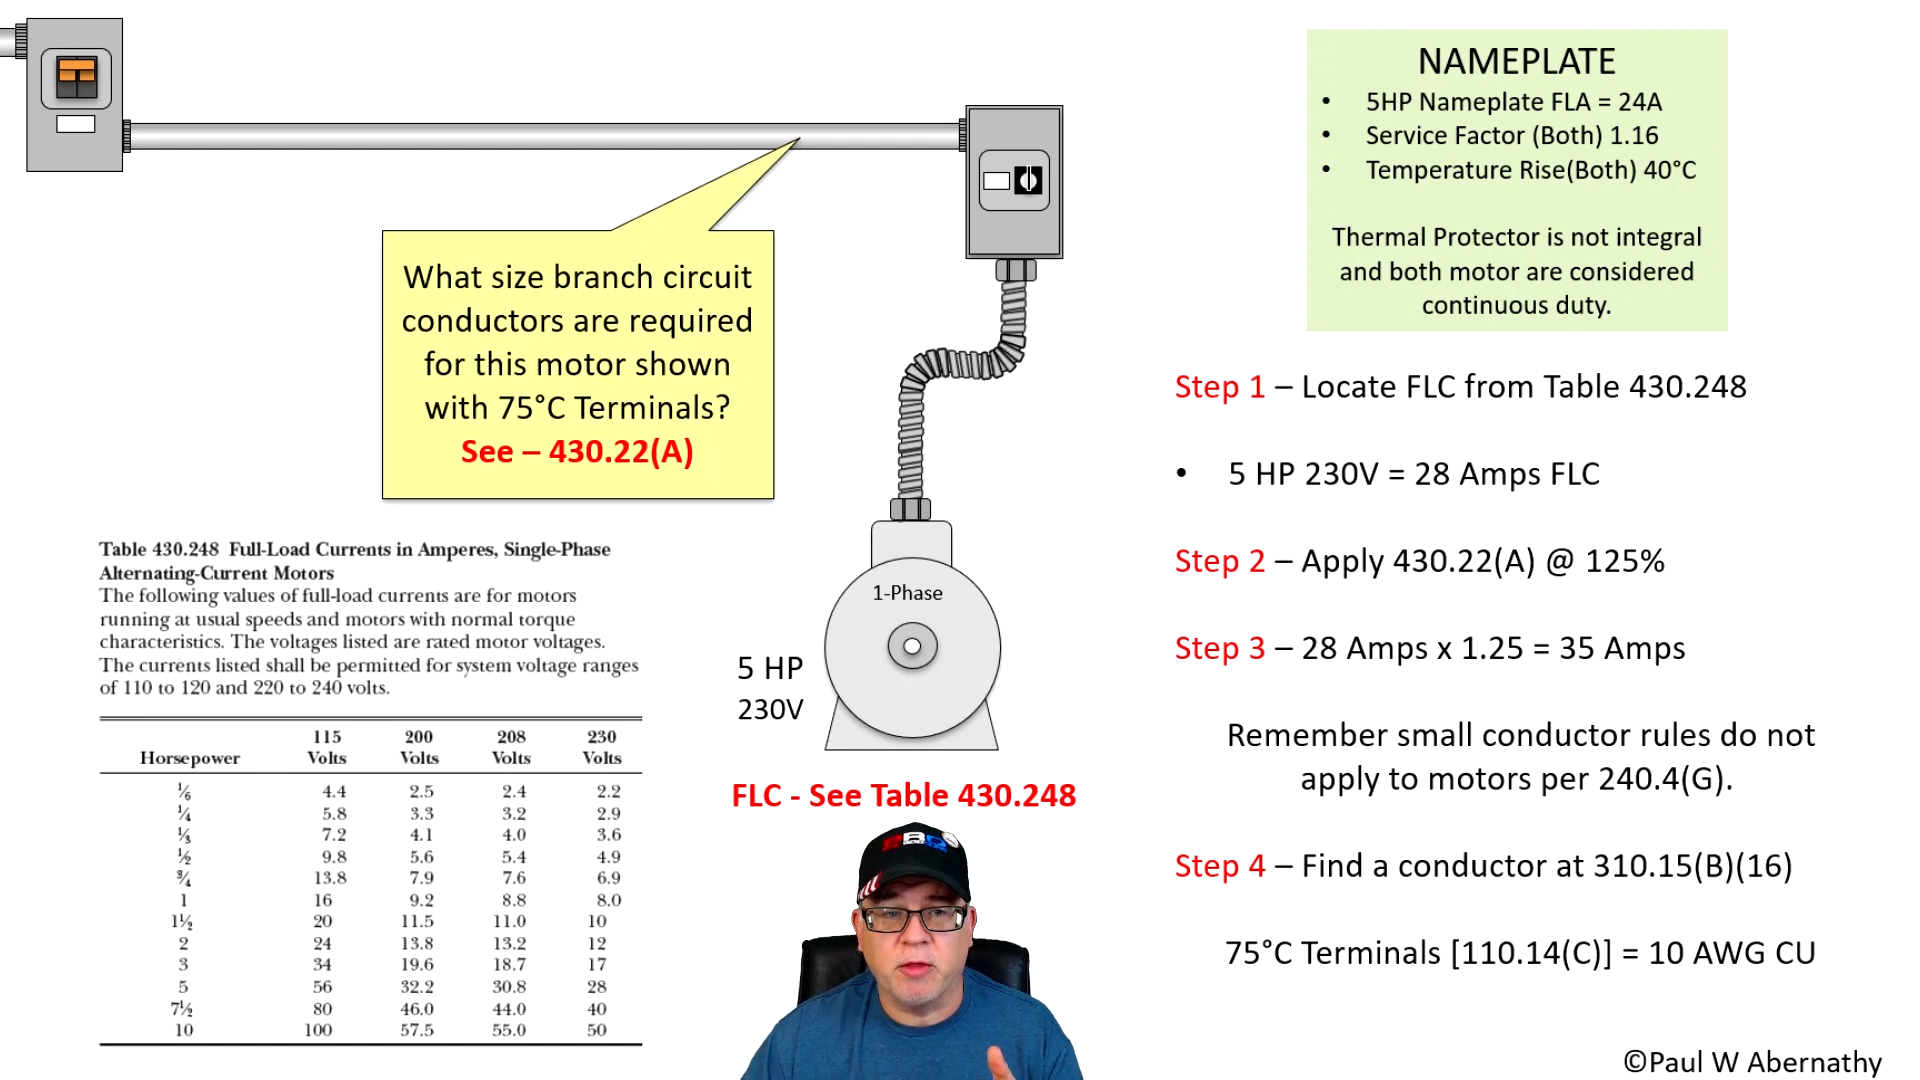 NAMEPLATE
• 5HP Nameplate FLA = 24A
• Service Factor (Both) 1.16
• Temperature Rise(Both) 40°C
Thermal Protector is not integral
and both motor are considered
continuous duty.
What size branch circuit
conductors are required
for this motor shown
with 75°C Terminals?
See – 430.22(A)
Step 1 – Locate FLC from Table 430.248
• 5 HP 230V = 28 Amps FLC
Step 2 – Apply 430.22(A) @ 125%
Step 3 – 28 Amps x 1.25 = 35 Amps
Remember small conductor rules do not
apply to motors per 240.4(G).
Step 4 – Find a conductor at 310.15(B)(16)
75°C Terminals [110.14(C)] = 10 AWG CU
1-Phase
5 HP
230V
FLC - See Table 430.248
Table 430.248 Full-Load Currents in Amperes, Single-Phase
Alternating-Current Motors
The following values of full-load currents are for motors
running at usual speeds and motors with normal torque
characteristics. The voltages listed are rated motor voltages.
The currents listed shall be permitted for system voltage ranges
of 110 to 120 and 220 to 240 volts.
115 200 208 230
Horsepower Volts Volts Volts Volts
⅙ 4.4 2.5 2.4 2.2
¼ 5.8 3.3 3.2 2.9
⅓ 7.2 4.1 4.0 3.6
½ 9.8 5.6 5.4 4.9
¾ 13.8 7.9 7.6 6.9
1 16 9.2 8.8 8.0
1½ 20 11.5 11.0 10
2 24 13.8 13.2 12
3 34 19.6 18.7 17
5 56 32.2 30.8 28
7½ 80 46.0 44.0 40
10 100 57.5 55.0 50
©Paul W Abernathy